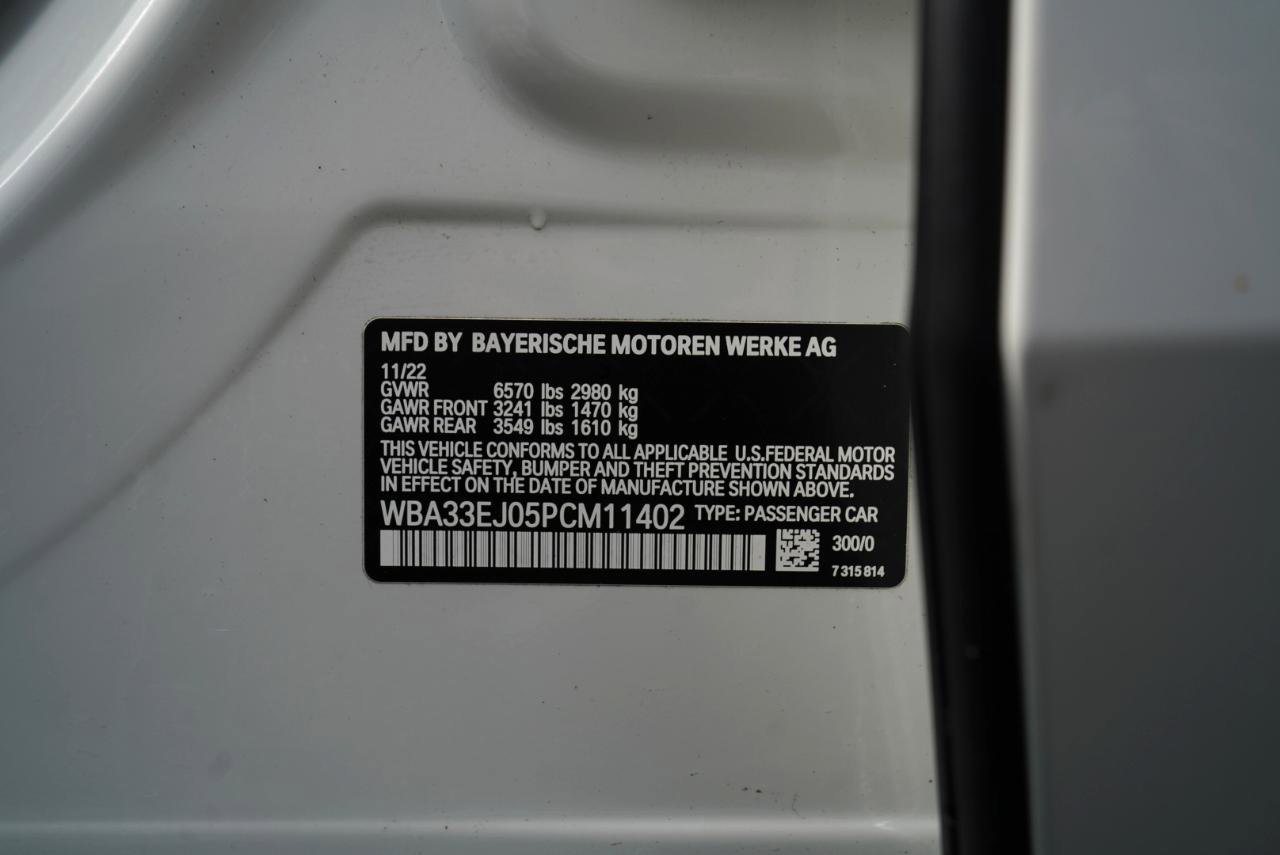 MFD BY BAYERISCHE MOTOREN WERKE AG
11/22
GVWR 6570 lbs 2980 kg
GAWR FRONT 3241 lbs 1470 kg
GAWR REAR 3549 lbs 1610 kg
THIS VEHICLE CONFORMS TO ALL APPLICABLE U.S.FEDERAL MOTOR
VEHICLE SAFETY, BUMPER AND THEFT PREVENTION STANDARDS
IN EFFECT ON THE DATE OF MANUFACTURE SHOWN ABOVE.
WBA33EJ05PCM11402 TYPE: PASSENGER CAR
300/0
7 315 814